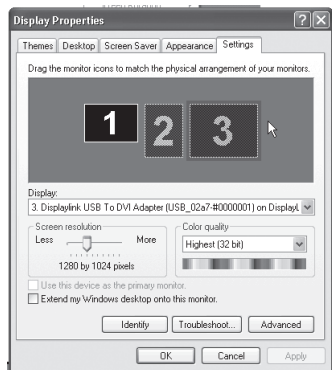 Display Properties
Themes Desktop Screen Saver Appearance Settings
Drag the monitor icons to match the physical arrangement of your monitors.
1 2 3
Display:
3. Displaylink USB To DVI Adapter (USB_02a7-#0000001) on DisplayL
Screen resolution
Less More
1280 by 1024 pixels
Color quality
Highest (32 bit)
Use this device as the primary monitor.
Extend my Windows desktop onto this monitor.
Identify Troubleshoot... Advanced
OK Cancel Apply